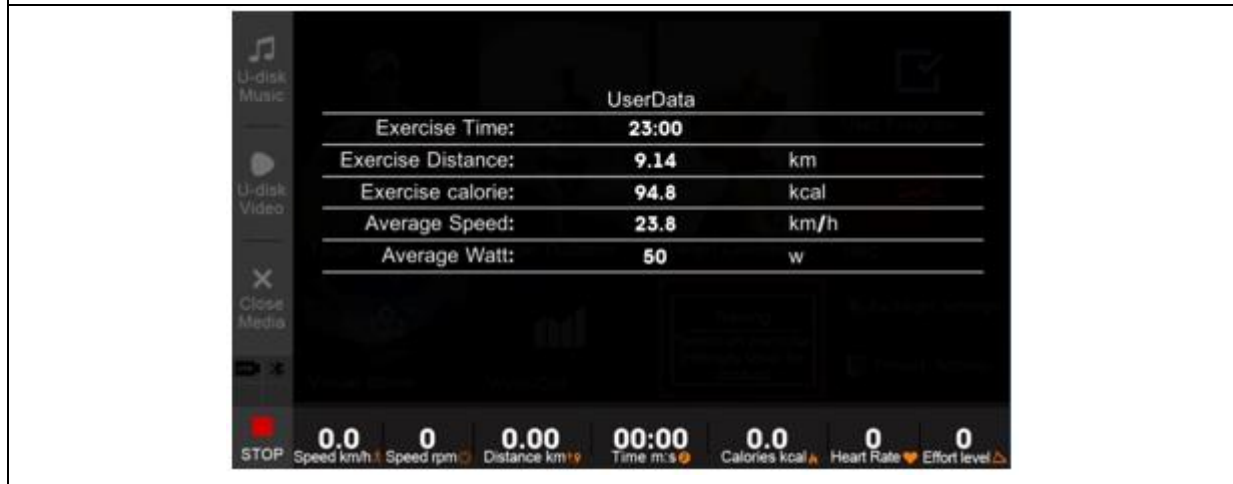 U-disk
Music
U-disk
Video
Close
Media
UserData
Exercise Time: 23:00
Exercise Distance: 9.14 km
Exercise calorie: 94.8 kcal
Average Speed: 23.8 km/h
Average Watt: 50 w
STOP
0.0 0 0.00 00:00 0.0 0 0
Speed km/h Speed rpm Distance km Time m:s Calories kcal Heart Rate Effort level